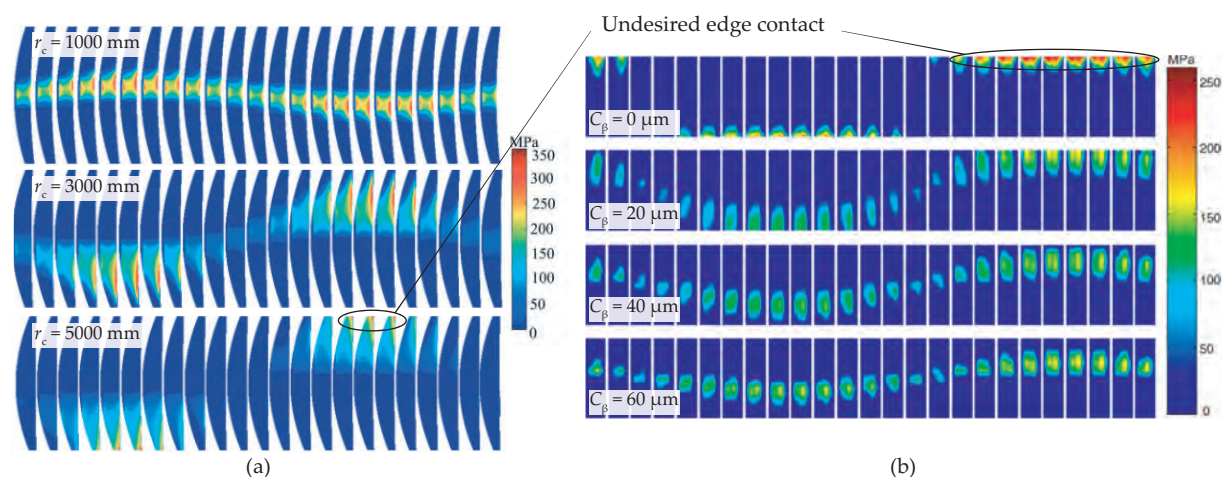 Undesired edge contact
r_c = 1000 mm
MPa
350
300
250
200
150
100
50
0
r_c = 3000 mm
r_c = 5000 mm
(a)
MPa
250
200
150
100
50
0
C_β = 0 µm
C_β = 20 µm
C_β = 40 µm
C_β = 60 µm
(b)